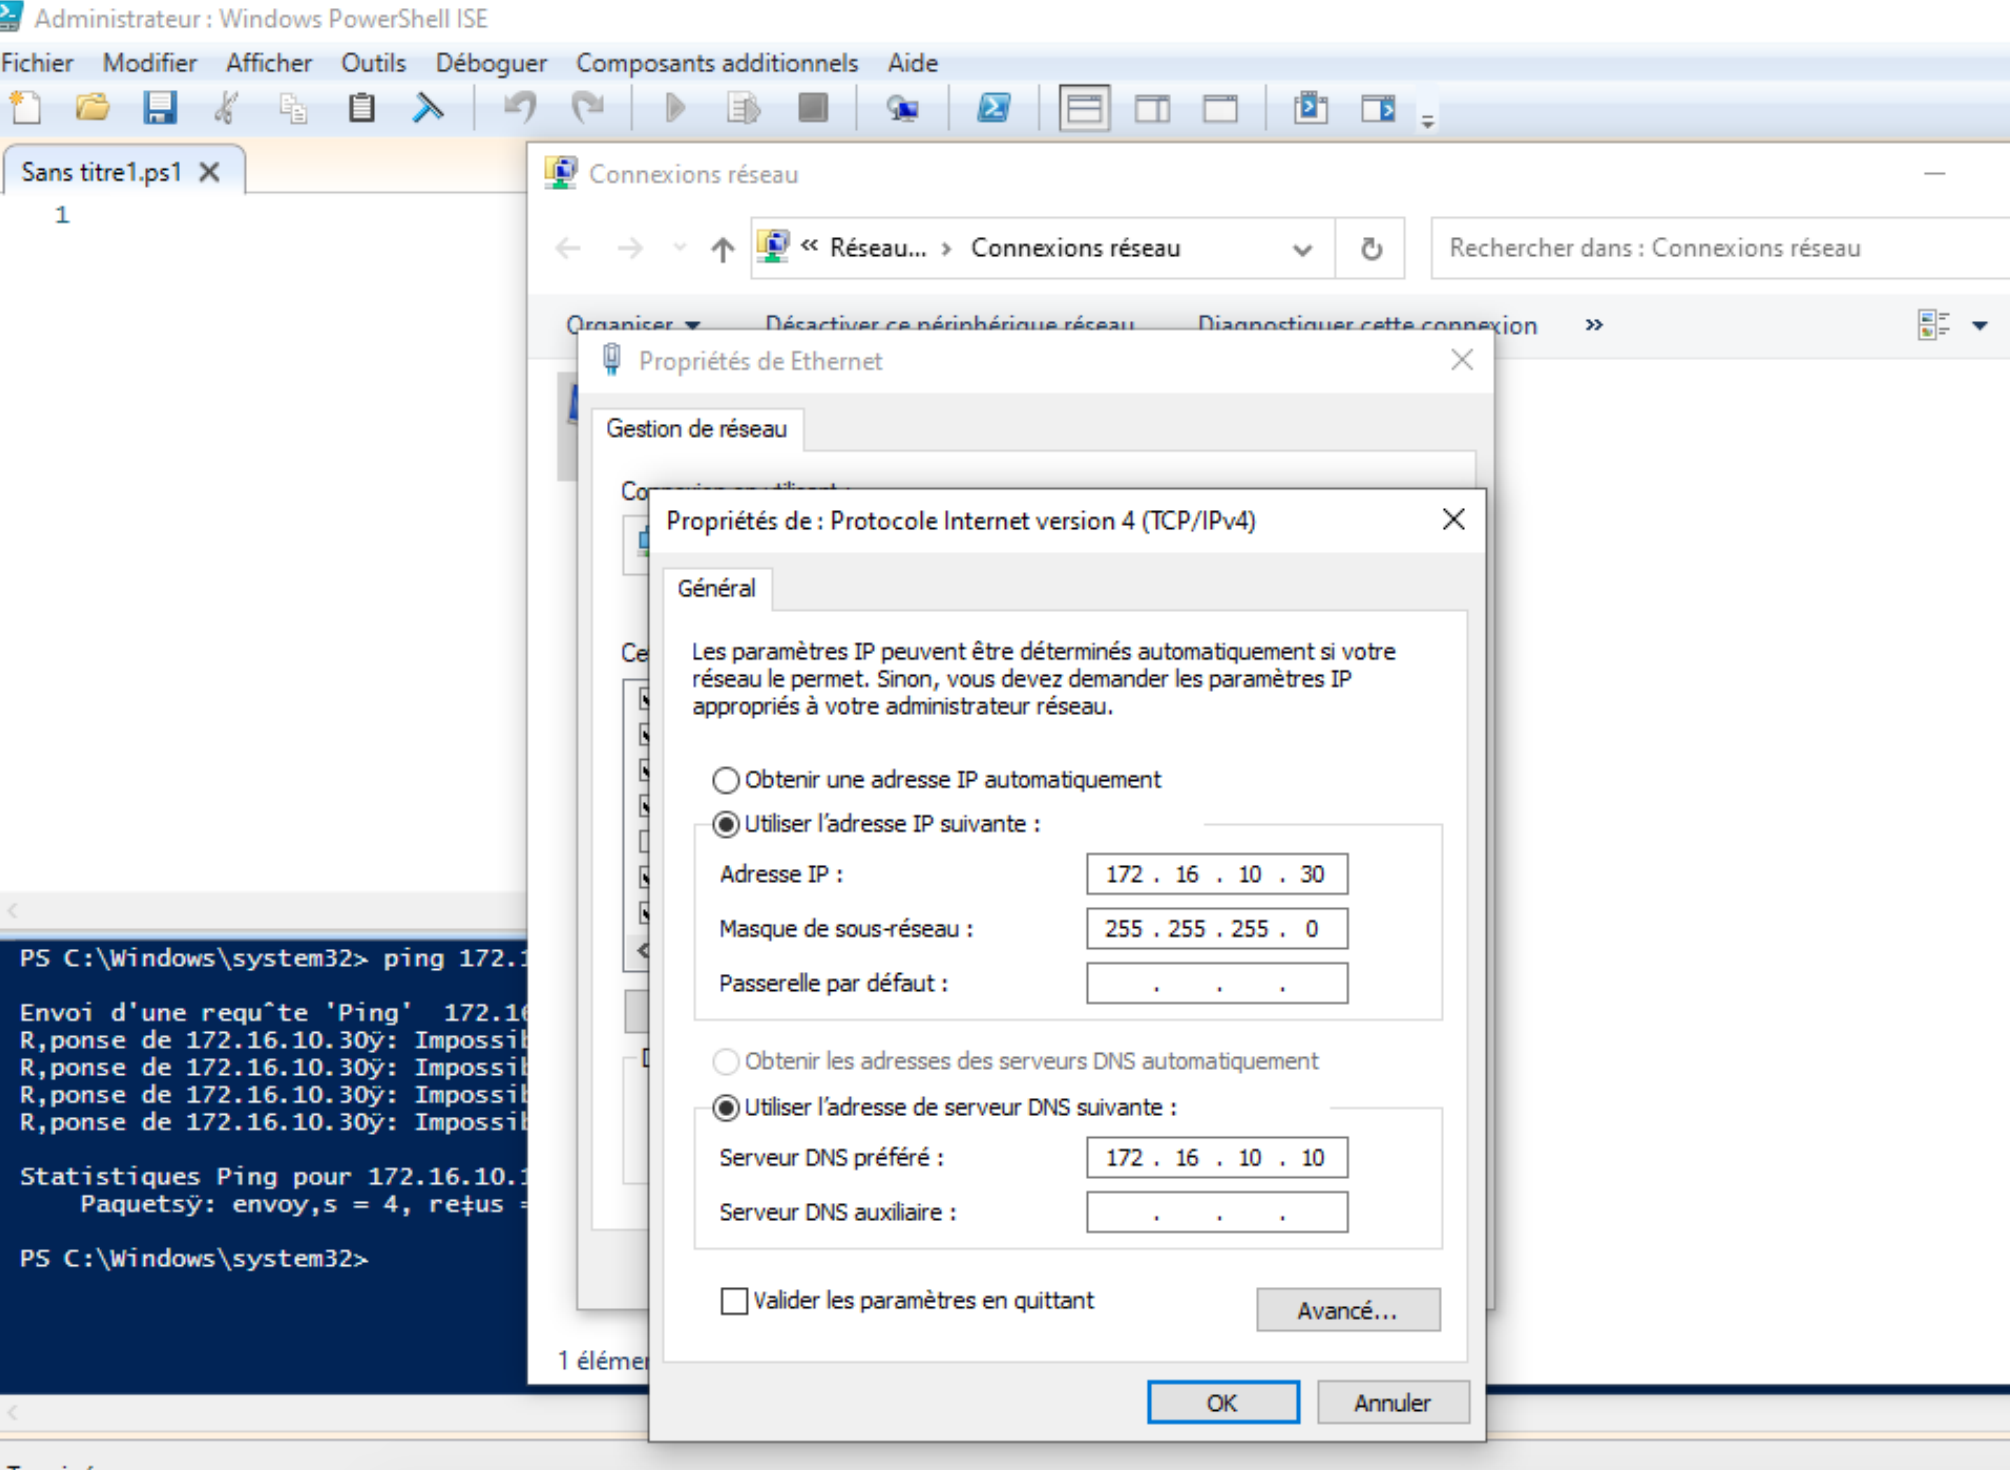 Administrateur : Windows PowerShell ISE
Fichier Modifier Afficher Outils Déboguer Composants additionnels Aide
Sans titre1.ps1
1
Connexions réseau
« Réseau... › Connexions réseau
Rechercher dans : Connexions réseau
Organiser Désactiver ce périphérique réseau Diagnostiquer cette connexion »
Propriétés de Ethernet
Gestion de réseau
Connexion en utilisant :
Propriétés de : Protocole Internet version 4 (TCP/IPv4)
Général
Ce
Les paramètres IP peuvent être déterminés automatiquement si votre
réseau le permet. Sinon, vous devez demander les paramètres IP
appropriés à votre administrateur réseau.
Obtenir une adresse IP automatiquement
Utiliser l'adresse IP suivante :
Adresse IP : 172 . 16 . 10 . 30
Masque de sous-réseau : 255 . 255 . 255 . 0
Passerelle par défaut : . . .
Obtenir les adresses des serveurs DNS automatiquement
Utiliser l'adresse de serveur DNS suivante :
Serveur DNS préféré : 172 . 16 . 10 . 10
Serveur DNS auxiliaire : . . .
Valider les paramètres en quittant
Avancé...
OK Annuler
1 éléme
PS C:\Windows\system32> ping 172.1
Envoi d'une requˆte 'Ping'  172.16
R‚ponse de 172.16.10.30ÿ: Impossib
R‚ponse de 172.16.10.30ÿ: Impossib
R‚ponse de 172.16.10.30ÿ: Impossib
R‚ponse de 172.16.10.30ÿ: Impossib
Statistiques Ping pour 172.16.10.1
Paquetsÿ: envoy‚s = 4, re‡us =
PS C:\Windows\system32>